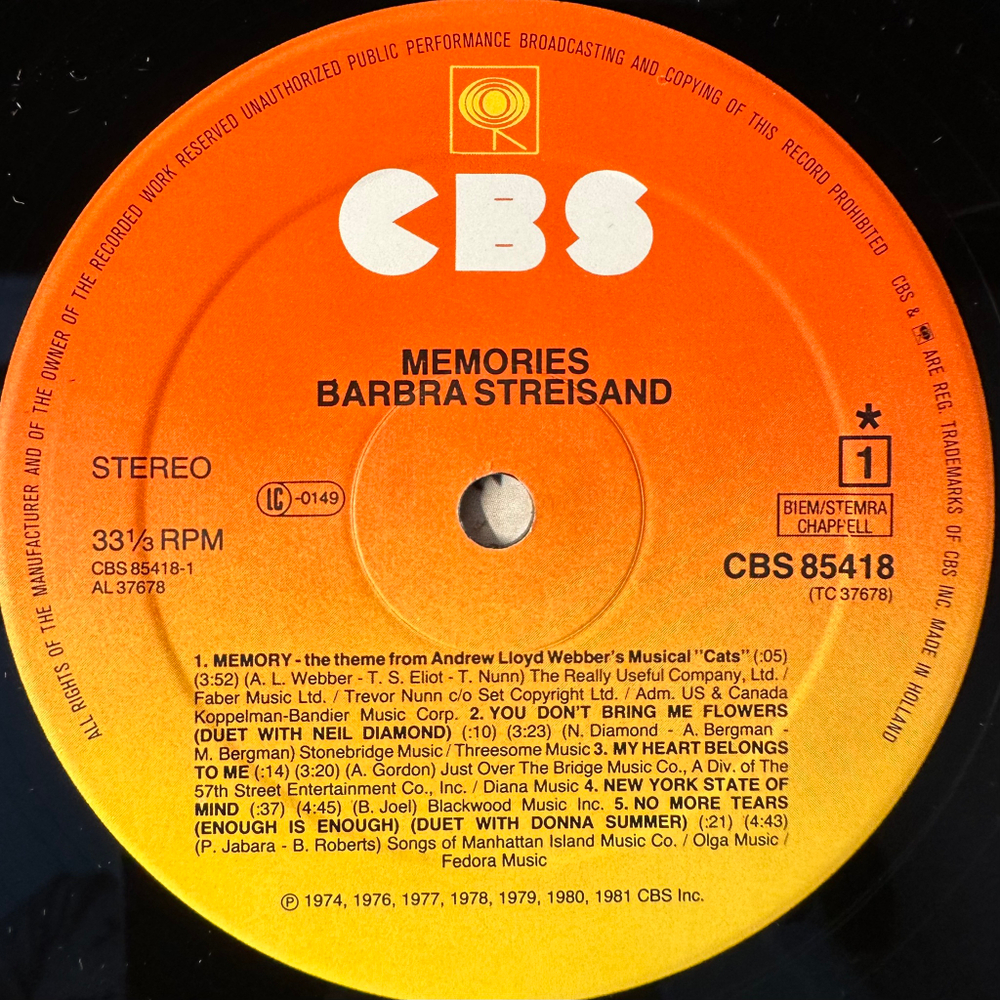 ALL RIGHTS OF THE MANUFACTURER AND OF THE OWNER OF THE RECORDED WORK RESERVED UNAUTHORIZED PUBLIC PERFORMANCE BROADCASTING AND COPYING OF THIS RECORD PROHIBITED CBS & ARE REG. TRADEMARKS OF CBS INC. MADE IN HOLLAND
CBS
MEMORIES
BARBRA STREISAND
STEREO
LC-0149
33⅓ RPM
CBS 85418-1
AL 37678
*
1
BIEM/STEMRA
CHAPPELL
CBS 85418
(TC 37678)
1. MEMORY - the theme from Andrew Lloyd Webber's Musical "Cats" (:05)
(3:52) (A. L. Webber - T. S. Eliot - T. Nunn) The Really Useful Company, Ltd. /
Faber Music Ltd. / Trevor Nunn c/o Set Copyright Ltd. / Adm. US & Canada
Koppelman-Bandier Music Corp. 2. YOU DON'T BRING ME FLOWERS
(DUET WITH NEIL DIAMOND) (:10) (3:23) (N. Diamond - A. Bergman -
M. Bergman) Stonebridge Music / Threesome Music 3. MY HEART BELONGS
TO ME (:14) (3:20) (A. Gordon) Just Over The Bridge Music Co., A Div. of The
57th Street Entertainment Co., Inc. / Diana Music 4. NEW YORK STATE OF
MIND (:37) (4:45) (B. Joel) Blackwood Music Inc. 5. NO MORE TEARS
(ENOUGH IS ENOUGH) (DUET WITH DONNA SUMMER) (:21) (4:43)
(P. Jabara - B. Roberts) Songs of Manhattan Island Music Co. / Olga Music /
Fedora Music
℗ 1974, 1976, 1977, 1978, 1979, 1980, 1981 CBS Inc.